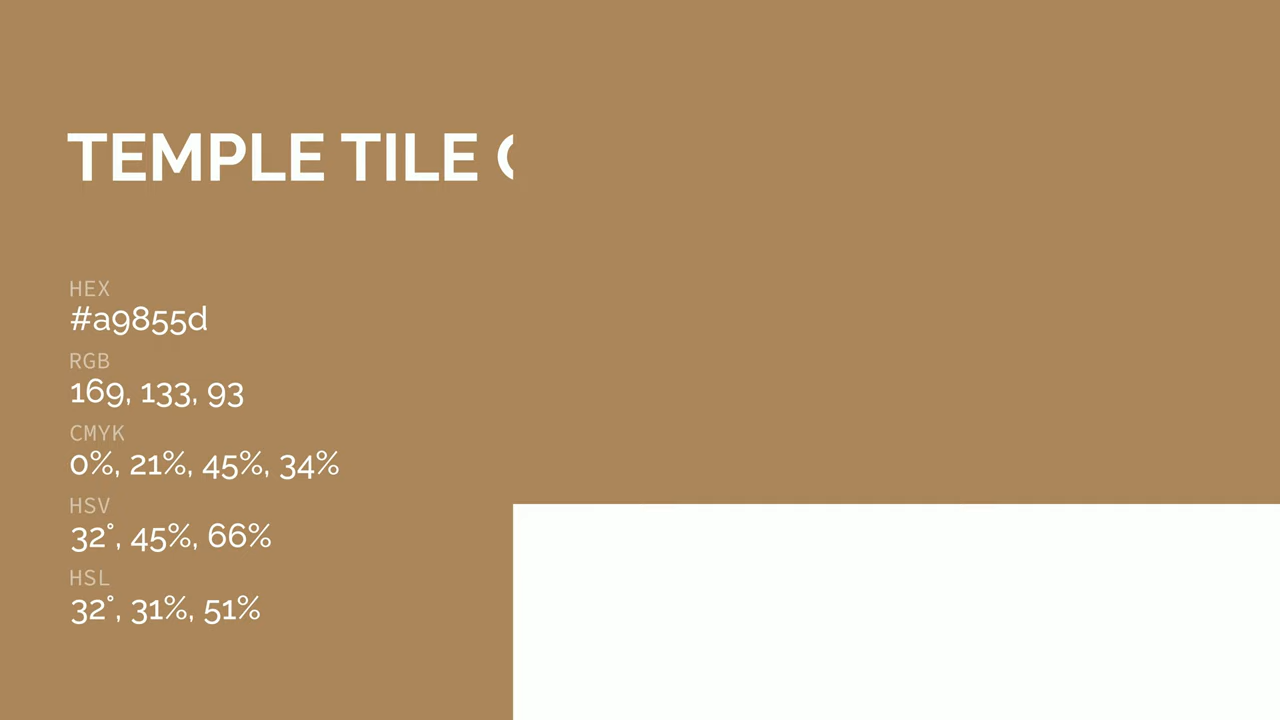 TEMPLE TILE
HEX
#a9855d
RGB
169, 133, 93
CMYK
0%, 21%, 45%, 34%
HSV
32°, 45%, 66%
HSL
32°, 31%, 51%